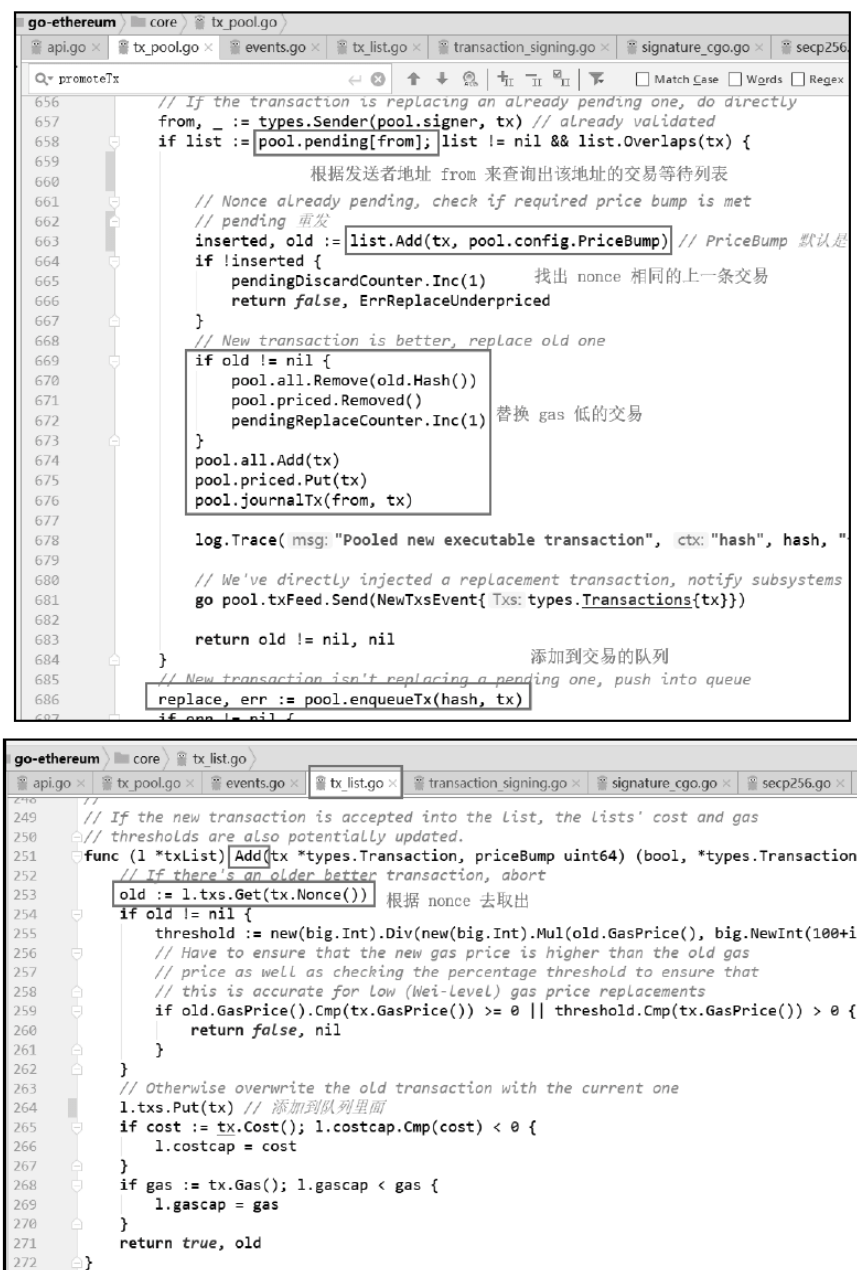 go-ethereum core tx_pool.go
api.go × tx_pool.go × events.go × tx_list.go × transaction_signing.go × signature_cgo.go × secp256.
promoteTx Match Case Words Regex
656 // If the transaction is replacing an already pending one, do directly
657 from, _ := types.Sender(pool.signer, tx) // already validated
658 if list := pool.pending[from]; list != nil && list.Overlaps(tx) {
659
根据发送者地址 from 来查询出该地址的交易等待列表
660
661 // Nonce already pending, check if required price bump is met
662 // pending 重发
663 inserted, old := list.Add(tx, pool.config.PriceBump) // PriceBump 默认是
664 if !inserted {
665 pendingDiscardCounter.Inc(1) 找出 nonce 相同的上一条交易
666 return false, ErrReplaceUnderpriced
667 }
668 // New transaction is better, replace old one
669 if old != nil {
670 pool.all.Remove(old.Hash())
671 pool.priced.Removed()
672 pendingReplaceCounter.Inc(1) 替换 gas 低的交易
673 }
674 pool.all.Add(tx)
675 pool.priced.Put(tx)
676 pool.journalTx(from, tx)
677
678 log.Trace( msg: "Pooled new executable transaction", ctx: "hash", hash, "
679
680 // We've directly injected a replacement transaction, notify subsystems
681 go pool.txFeed.Send(NewTxsEvent{ Txs: types.Transactions{tx}})
682
683 return old != nil, nil
684 } 添加到交易的队列
685 // New transaction isn't replacing a pending one, push into queue
686 replace, err := pool.enqueueTx(hash, tx)
687 if err != nil {
go-ethereum core tx_list.go
api.go × tx_pool.go × events.go × tx_list.go × transaction_signing.go × signature_cgo.go × secp256.go ×
248 //
249 // If the new transaction is accepted into the list, the lists' cost and gas
250 // thresholds are also potentially updated.
251 func (l *txList) Add(tx *types.Transaction, priceBump uint64) (bool, *types.Transaction
252 // If there's an older better transaction, abort
253 old := l.txs.Get(tx.Nonce()) 根据 nonce 去取出
254 if old != nil {
255 threshold := new(big.Int).Div(new(big.Int).Mul(old.GasPrice(), big.NewInt(100+i
256 // Have to ensure that the new gas price is higher than the old gas
257 // price as well as checking the percentage threshold to ensure that
258 // this is accurate for low (Wei-level) gas price replacements
259 if old.GasPrice().Cmp(tx.GasPrice()) >= 0 || threshold.Cmp(tx.GasPrice()) > 0 {
260 return false, nil
261 }
262 }
263 // Otherwise overwrite the old transaction with the current one
264 l.txs.Put(tx) // 添加到队列里面
265 if cost := tx.Cost(); l.costcap.Cmp(cost) < 0 {
266 l.costcap = cost
267 }
268 if gas := tx.Gas(); l.gascap < gas {
269 l.gascap = gas
270 }
271 return true, old
272 }